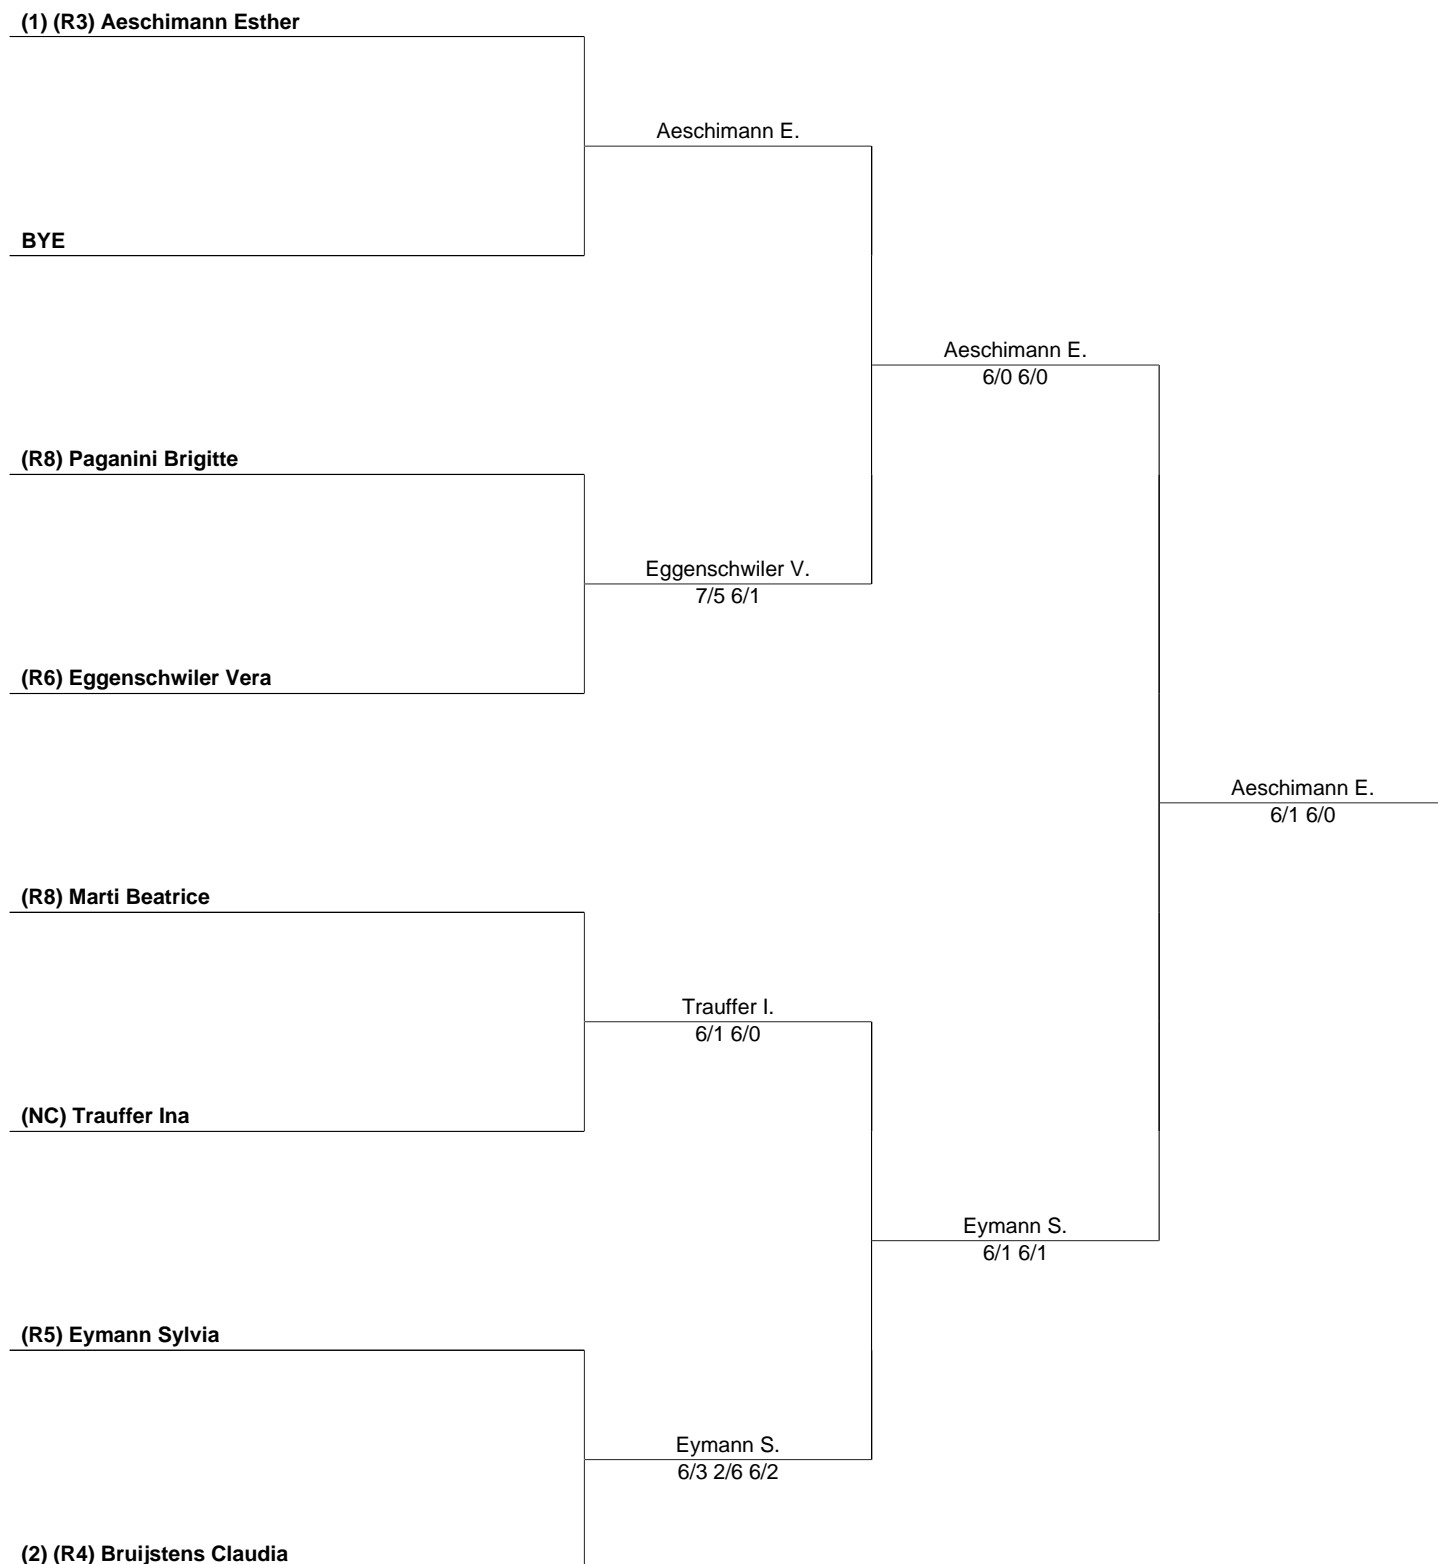 (1) (R3) Aeschimann Esther
Aeschimann E.
BYE
Aeschimann E.
6/0 6/0
(R8) Paganini Brigitte
Eggenschwiler V.
7/5 6/1
(R6) Eggenschwiler Vera
Aeschimann E.
6/1 6/0
(R8) Marti Beatrice
Trauffer I.
6/1 6/0
(NC) Trauffer Ina
Eymann S.
6/1 6/1
(R5) Eymann Sylvia
Eymann S.
6/3 2/6 6/2
(2) (R4) Bruijstens Claudia